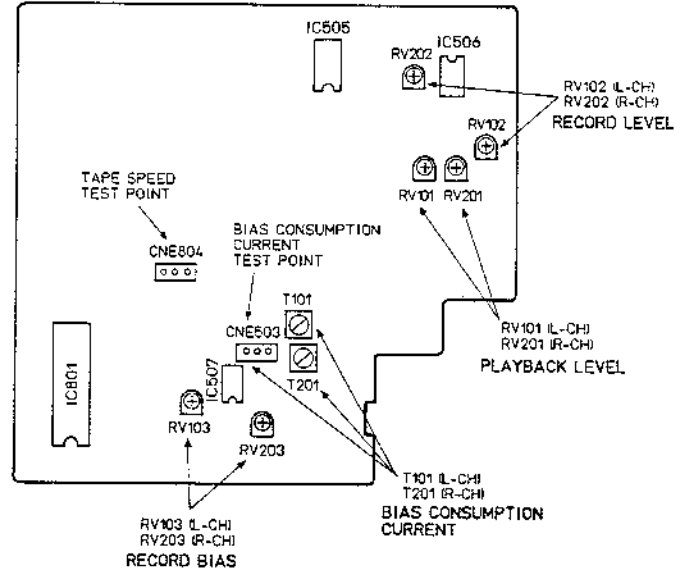 IC505
IC506
RV202
RV102 (L-CH)
RV202 (R-CH)
RECORD LEVEL
RV102
RV101
RV201
TAPE SPEED
TEST POINT
CNE804
BIAS CONSUMPTION
CURRENT
TEST POINT
T101
CNE503
T201
IC507
IC801
RV103
RV203
RV101 (L-CH)
RV201 (R-CH)
PLAYBACK LEVEL
T101 (L-CH)
T201 (R-CH)
BIAS CONSUMPTION
CURRENT
RV103 (L-CH)
RV203 (R-CH)
RECORD BIAS